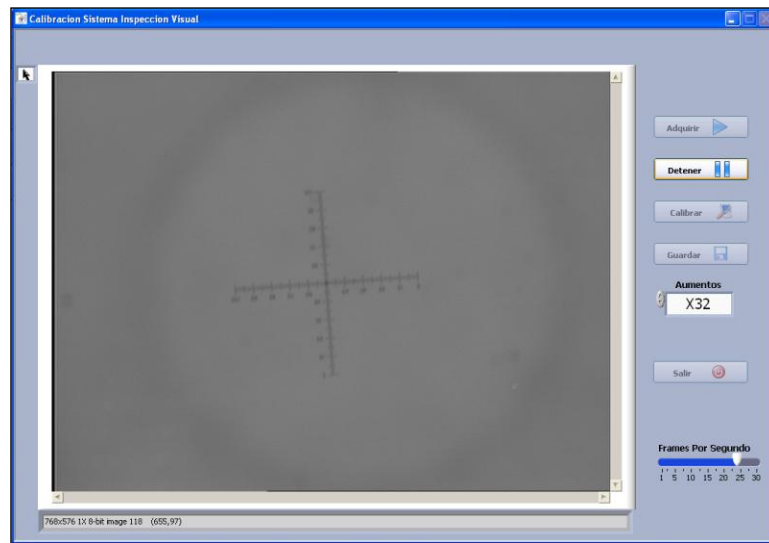 Calibracion Sistema Inspeccion Visual
Adquirir
Detener
Calibrar
Guardar
Aumentos
X32
Salir
Frames Por Segundo
1 5 10 15 20 25 30
768x576 1X 8-bit image 118 (655,97)